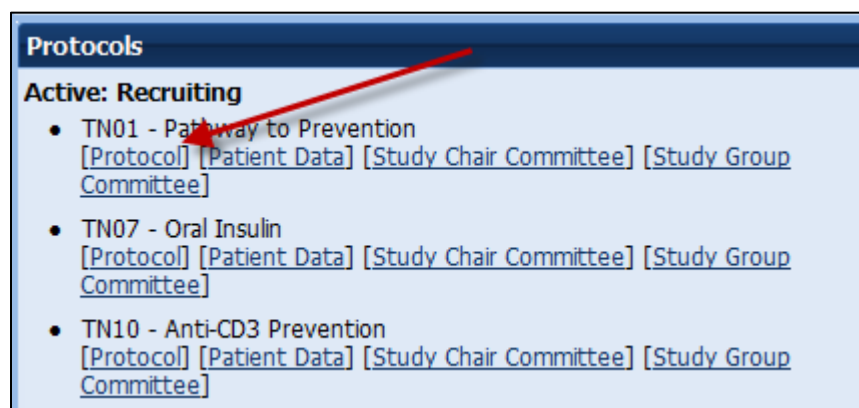 Protocols
Active: Recruiting
• TN01 - Pathway to Prevention
[Protocol] [Patient Data] [Study Chair Committee] [Study Group
Committee]
• TN07 - Oral Insulin
[Protocol] [Patient Data] [Study Chair Committee] [Study Group
Committee]
• TN10 - Anti-CD3 Prevention
[Protocol] [Patient Data] [Study Chair Committee] [Study Group
Committee]